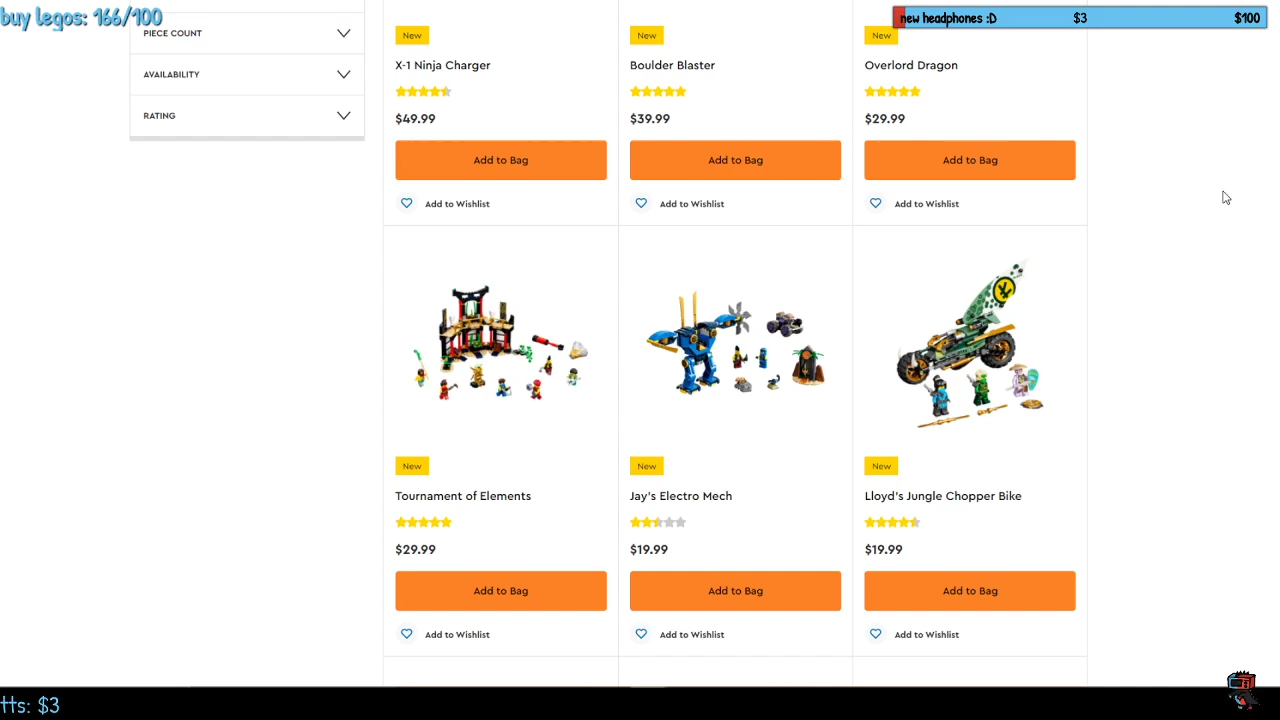 buy legos: 166/100
new headphones :D $3 $100
PIECE COUNT
AVAILABILITY
RATING
New New New
X-1 Ninja Charger Boulder Blaster Overlord Dragon
$49.99 $39.99 $29.99
Add to Bag Add to Bag Add to Bag
Add to Wishlist Add to Wishlist Add to Wishlist
New New New
Tournament of Elements Jay's Electro Mech Lloyd's Jungle Chopper Bike
$29.99 $19.99 $19.99
Add to Bag Add to Bag Add to Bag
Add to Wishlist Add to Wishlist Add to Wishlist
tts: $3